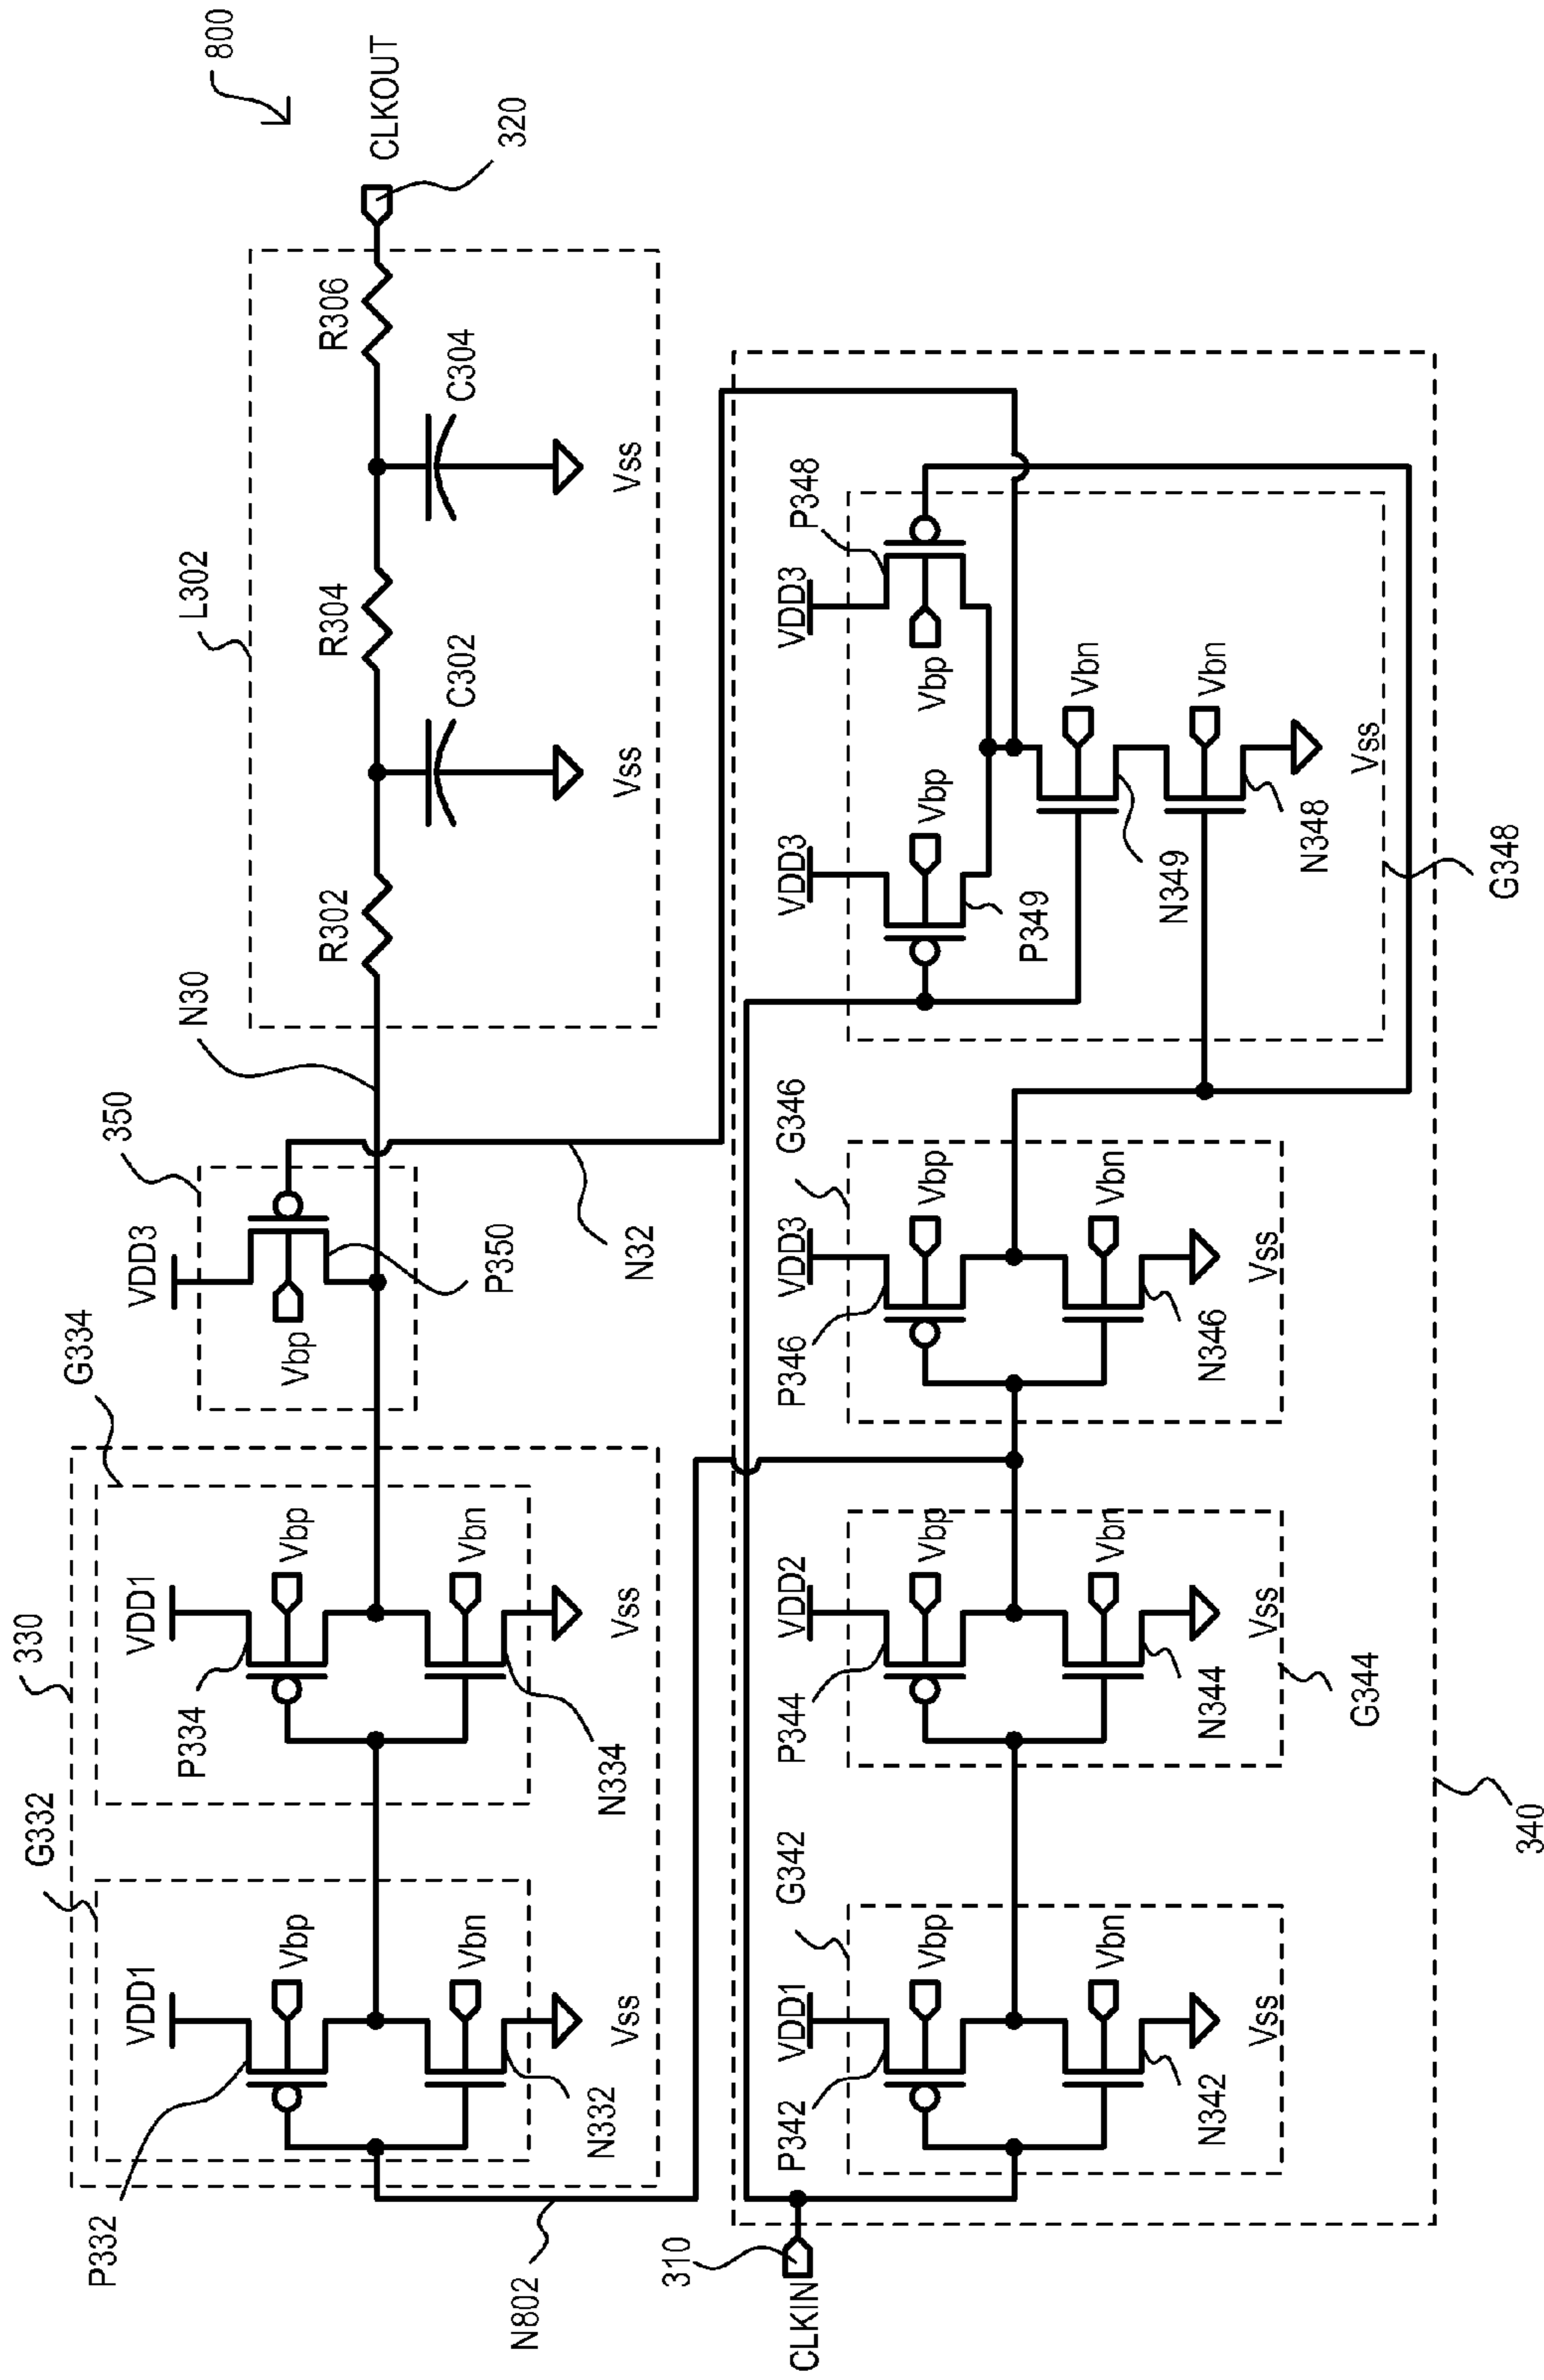 800
CLKOUT
320
L302
R302
R304
R306
C302
C304
Vss
Vss
N30
350
VDD3
Vbp
P350
N32
330
G332
G334
VDD1
Vbp
Vbn
Vss
P332
N332
VDD1
Vbp
Vbn
Vss
P334
N334
N802
310
CLKIN
G342
VDD1
P342
Vbp
Vbn
N342
Vss
VDD2
P344
Vbp
Vbn
N344
Vss
G344
G346
VDD3
P346
Vbp
Vbn
N346
Vss
VDD3
Vbp
P349
VDD3
P348
Vbp
Vbn
N349
Vbn
N348
Vss
G348
340